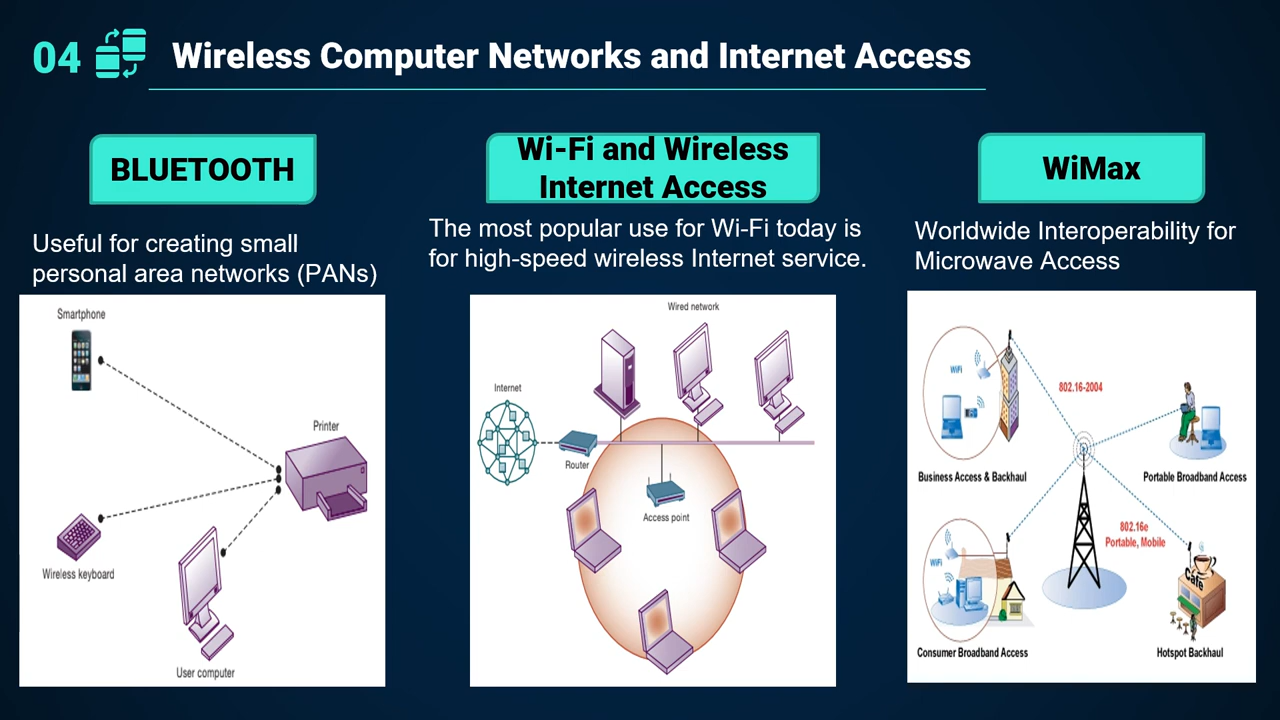 04
Wireless Computer Networks and Internet Access
BLUETOOTH
Useful for creating small
personal area networks (PANs)
Smartphone
Printer
Wireless keyboard
User computer
Wi-Fi and Wireless
Internet Access
The most popular use for Wi-Fi today is
for high-speed wireless Internet service.
Wired network
Internet
Router
Access point
WiMax
Worldwide Interoperability for
Microwave Access
WiFi
802.16-2004
Business Access & Backhaul
Portable Broadband Access
802.16e
Portable, Mobile
WiFi
Cafe
Consumer Broadband Access
Hotspot Backhaul